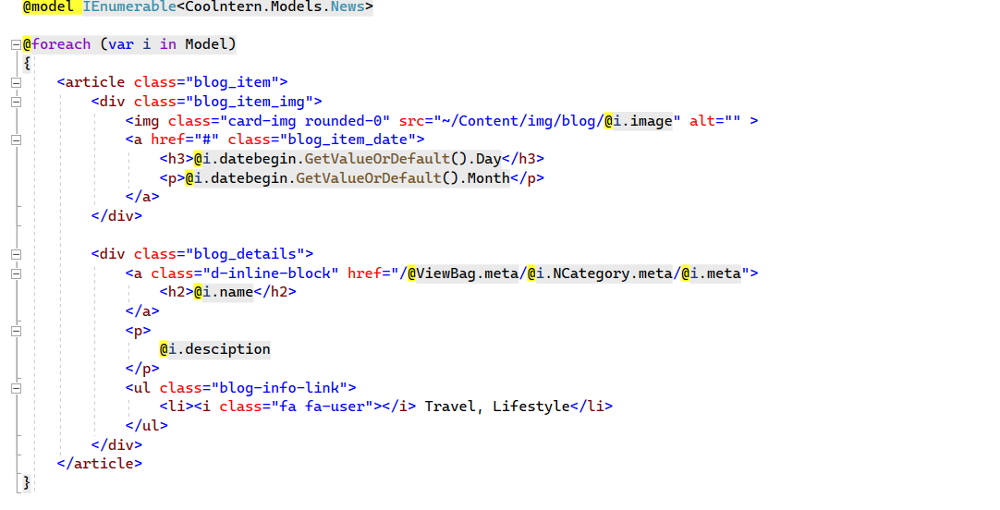 @model IEnumerable<Coolntern.Models.News>
@foreach (var i in Model)
{
<article class="blog_item">
<div class="blog_item_img">
<img class="card-img rounded-0" src="~/Content/img/blog/@i.image" alt="" >
<a href="#" class="blog_item_date">
<h3>@i.datebegin.GetValueOrDefault().Day</h3>
<p>@i.datebegin.GetValueOrDefault().Month</p>
</a>
</div>
<div class="blog_details">
<a class="d-inline-block" href="/@ViewBag.meta/@i.NCategory.meta/@i.meta">
<h2>@i.name</h2>
</a>
<p>
@i.desciption
</p>
<ul class="blog-info-link">
<li><i class="fa fa-user"></i> Travel, Lifestyle</li>
</ul>
</div>
</article>
}